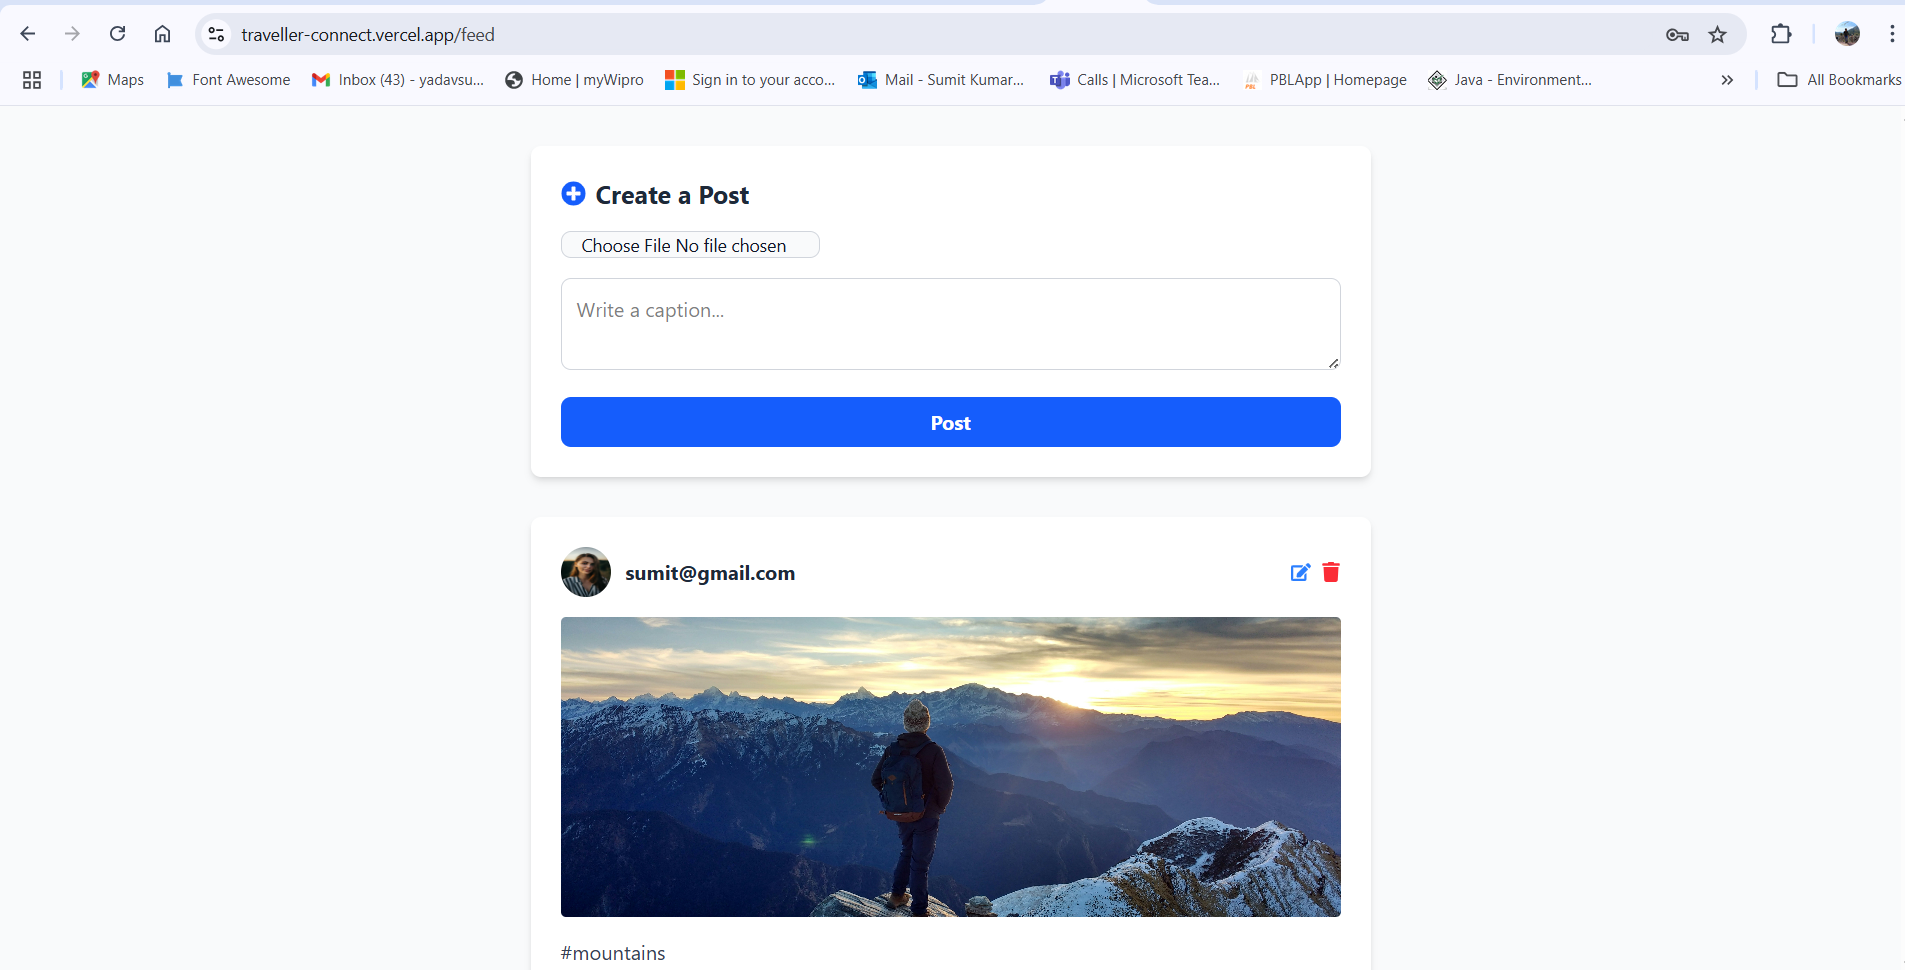 traveller-connect.vercel.app/feed
Maps Font Awesome Inbox (43) - yadavsu... Home | myWipro Sign in to your acco... Mail - Sumit Kumar... Calls | Microsoft Tea... PBLApp | Homepage Java - Environment... » All Bookmarks
Create a Post
Choose File No file chosen
Write a caption...
Post
sumit@gmail.com
#mountains